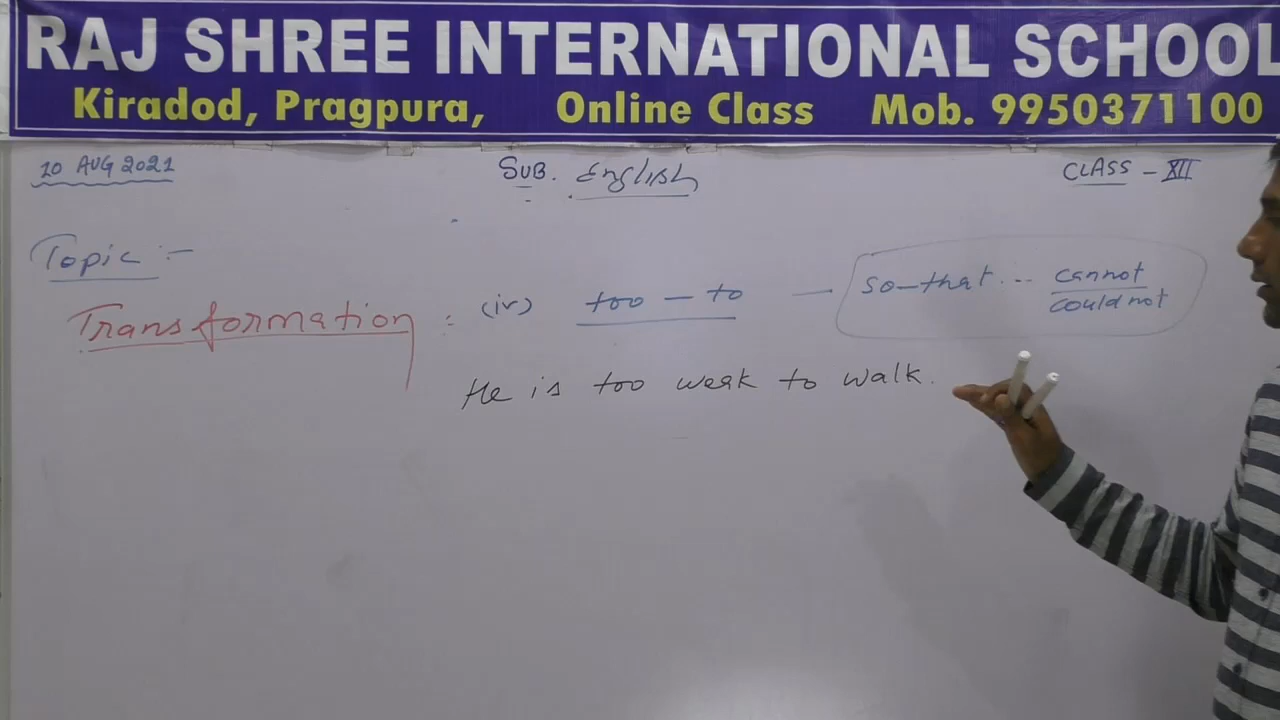 RAJ SHREE INTERNATIONAL SCHOOL
Kiradod, Pragpura, Online Class Mob. 9950371100
10 AUG 2021 SUB. English CLASS - XII
Topic :-
Transformation : (iv) too - to - so-that ... cannot
could not
He is too weak to walk.